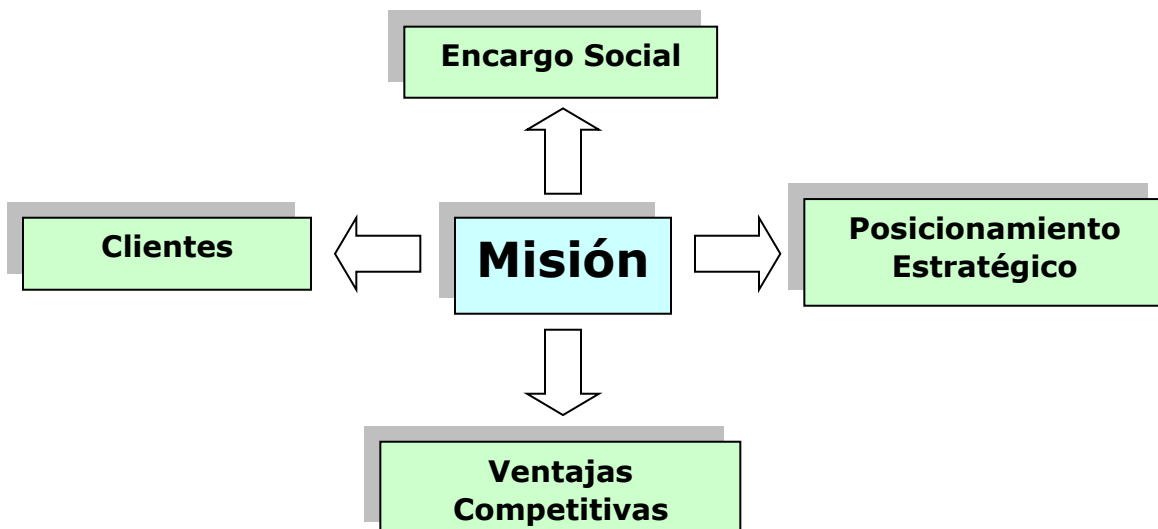 Encargo Social
Clientes
Misión
Posicionamiento
Estratégico
Ventajas
Competitivas